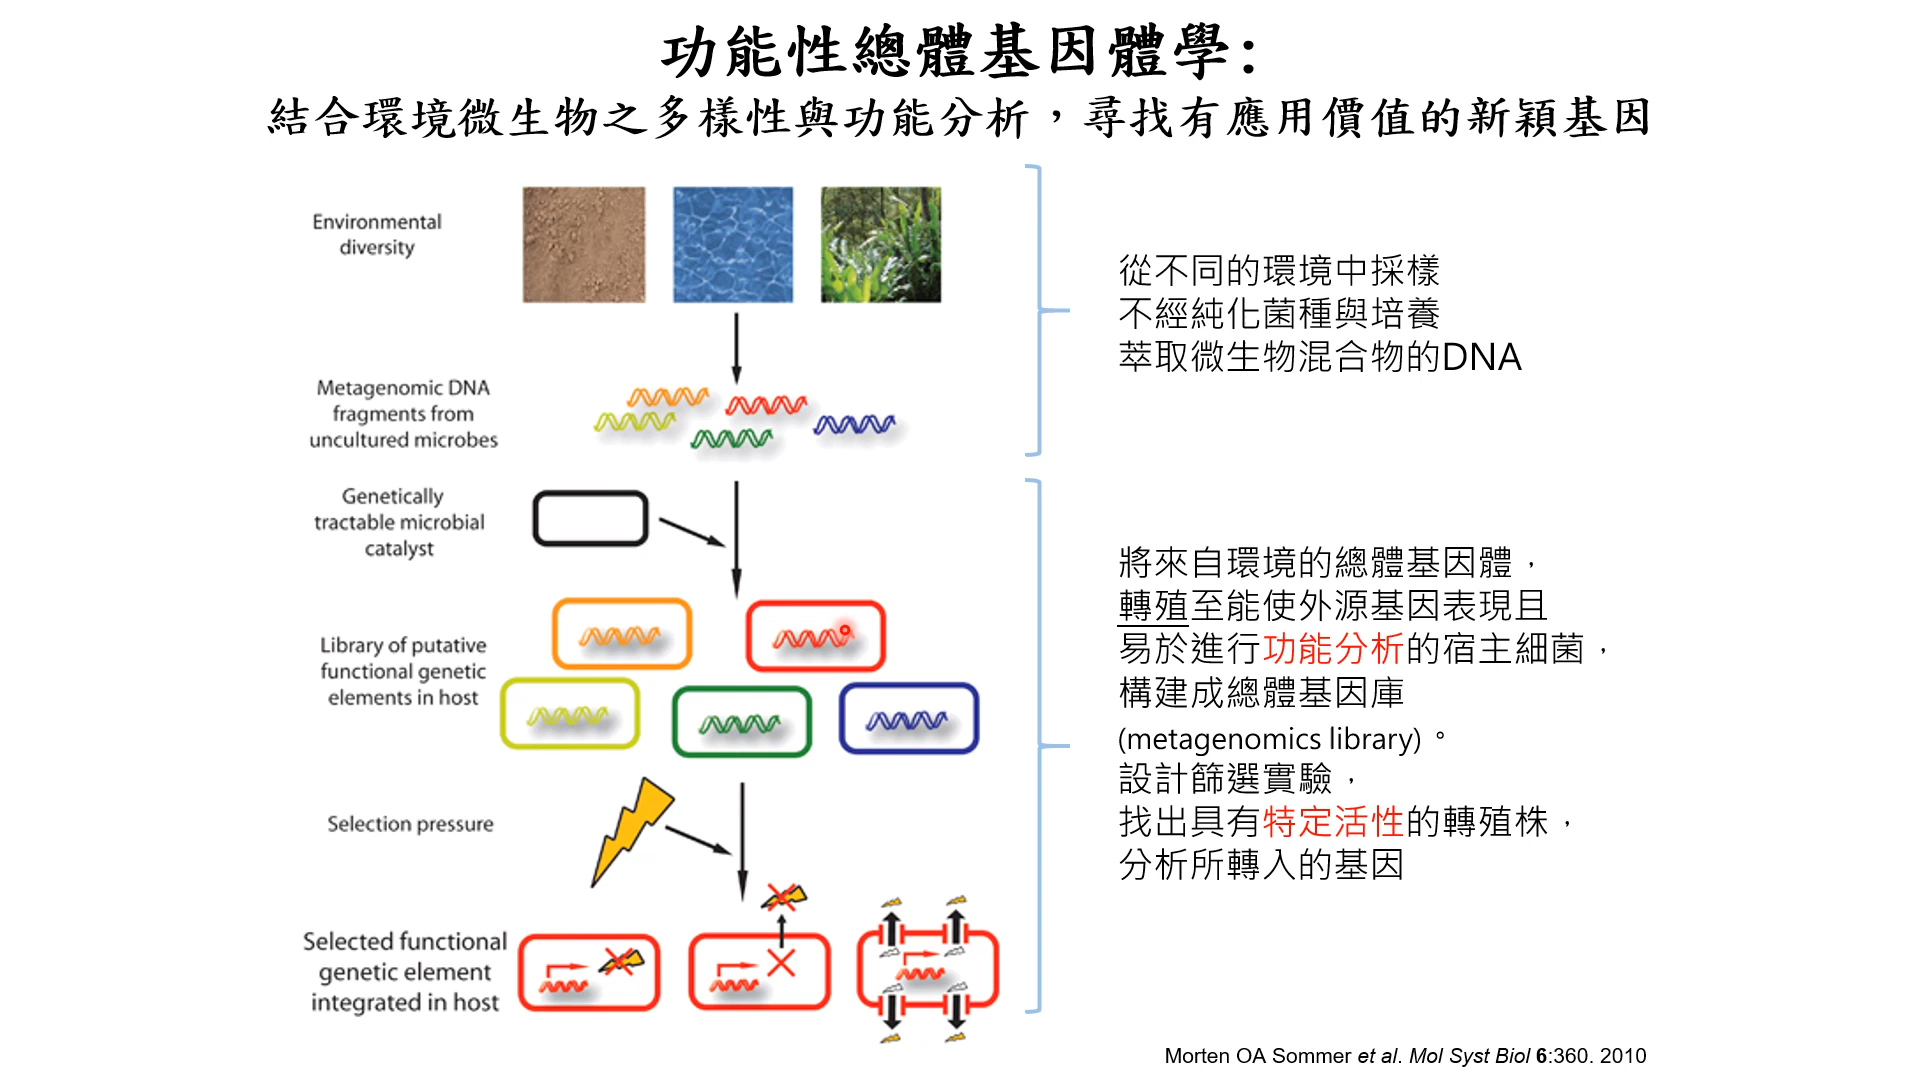 功能性總體基因體學:
結合環境微生物之多樣性與功能分析，尋找有應用價值的新穎基因
Environmental
diversity
Metagenomic DNA
fragments from
uncultured microbes
Genetically
tractable microbial
catalyst
Library of putative
functional genetic
elements in host
Selection pressure
Selected functional
genetic element
integrated in host
從不同的環境中採樣
不經純化菌種與培養
萃取微生物混合物的DNA
將來自環境的總體基因體，
轉殖至能使外源基因表現且
易於進行功能分析的宿主細菌，
構建成總體基因庫
(metagenomics library)。
設計篩選實驗，
找出具有特定活性的轉殖株，
分析所轉入的基因
Morten OA Sommer et al. Mol Syst Biol 6:360. 2010